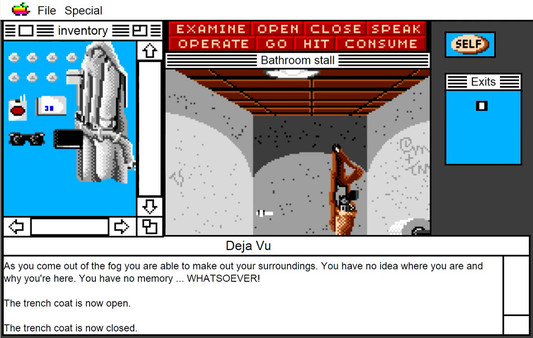 File Special
inventory
EXAMINE OPEN CLOSE SPEAK
OPERATE GO HIT CONSUME
Bathroom stall
SELF
Exits
Deja Vu
As you come out of the fog you are able to make out your surroundings. You have no idea where you are and
why you're here. You have no memory ... WHATSOEVER!
The trench coat is now open.
The trench coat is now closed.